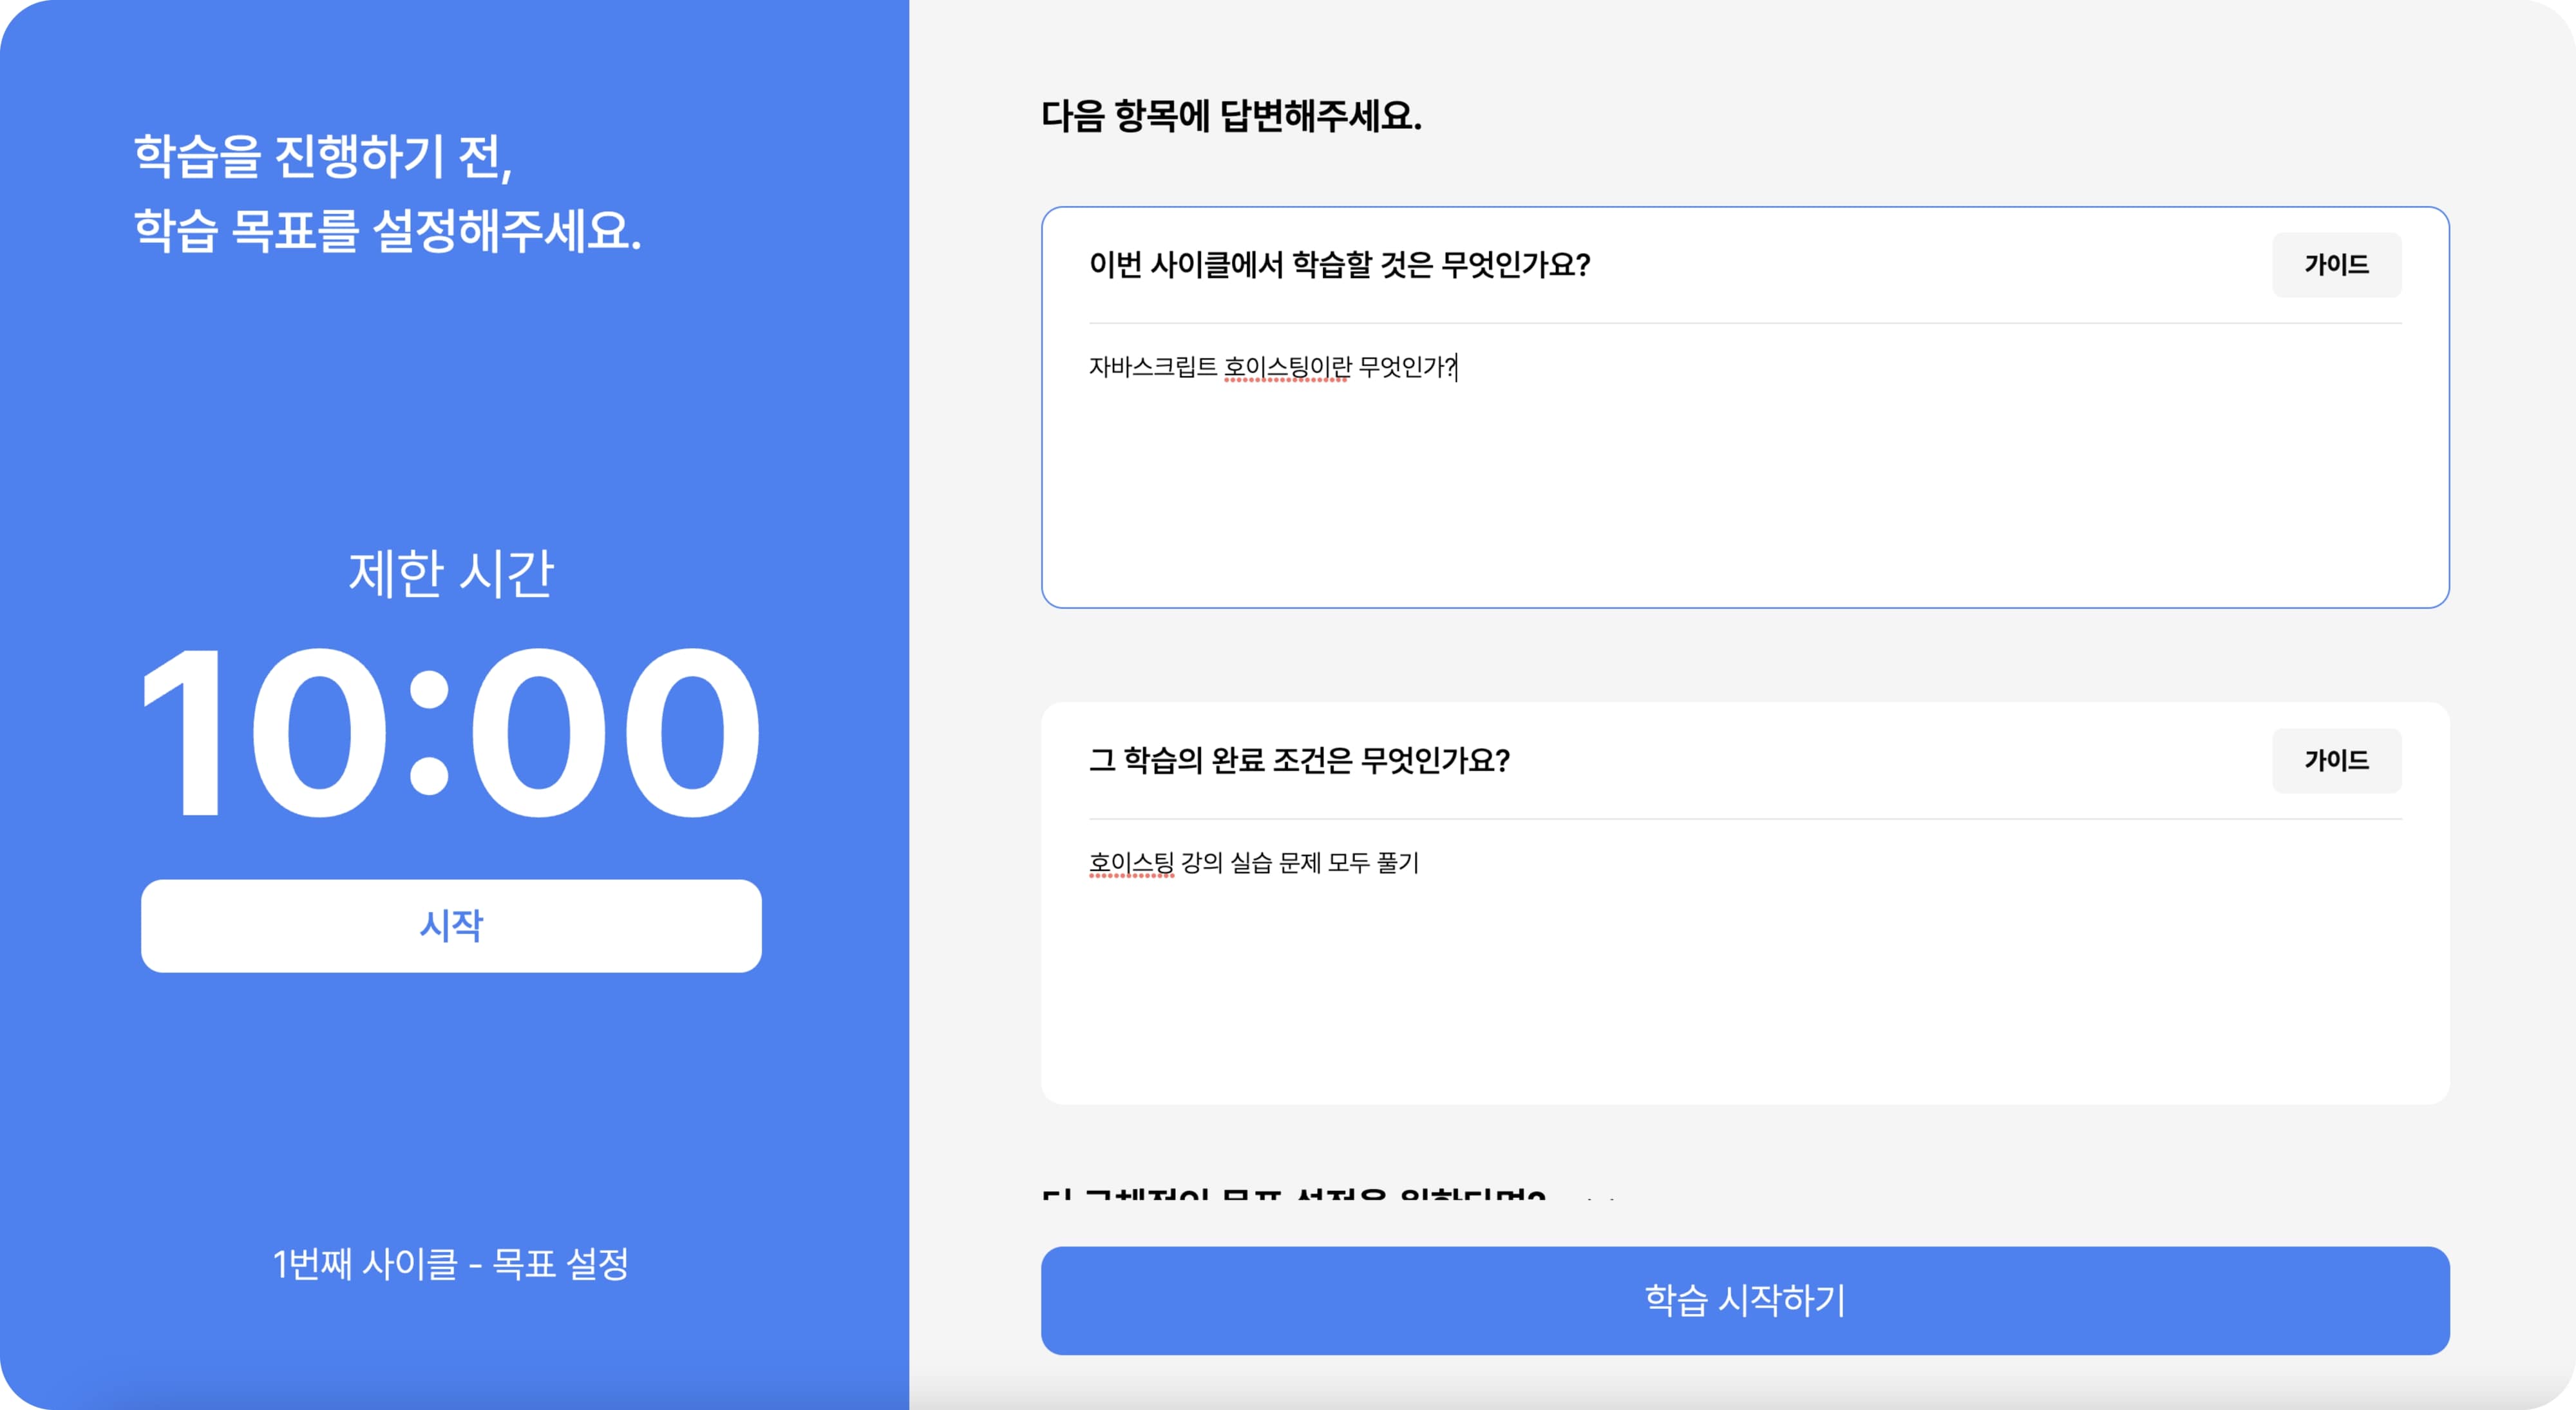 학습을 진행하기 전,
학습 목표를 설정해주세요.
제한 시간
10:00
시작
1번째 사이클 - 목표 설정
다음 항목에 답변해주세요.
이번 사이클에서 학습할 것은 무엇인가요?
가이드
자바스크립트 호이스팅이란 무엇인가?
그 학습의 완료 조건은 무엇인가요?
가이드
호이스팅 강의 실습 문제 모두 풀기
학습 시작하기